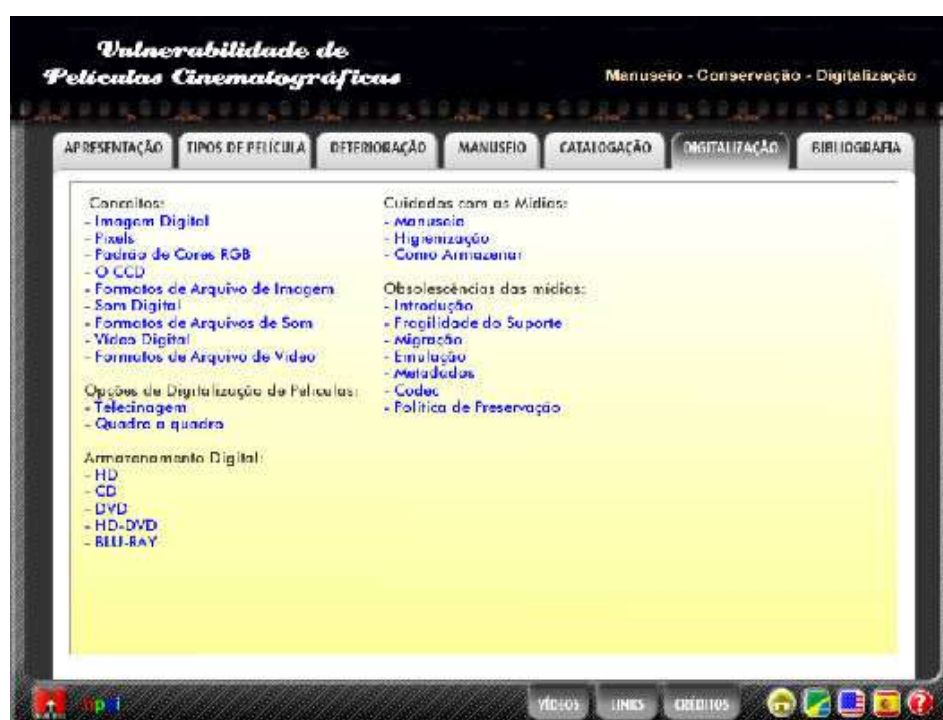 Vulnerabilidade de
Películas Cinematográficas
Manuseio - Conservação - Digitalização
APRESENTAÇÃO
TIPOS DE PELÍCULA
DETERIORAÇÃO
MANUSEIO
CATALOGAÇÃO
DIGITALIZAÇÃO
BIBLIOGRAFIA
Conceitos:
- Imagem Digital
- Pixels
- Padrão de Cores RGB
- O CCD
- Formatos de Arquivo de Imagem
- Som Digital
- Formatos de Arquivos de Som
- Vídeo Digital
- Formatos de Arquivo de Vídeo
Opções de Digitalização de Películas:
- Telecinagem
- Quadro a quadro
Armazenamento Digital:
- HD
- CD
- DVD
- HD-DVD
- BLU-RAY
Cuidados com as Mídias:
- Manuseio
- Higienização
- Como Armazenar
Obsolescências das mídias:
- Introdução
- Fragilidade do Suporte
- Migração
- Emulação
- Metadados
- Codec
- Política de Preservação
VÍDEOS
LINKS
CRÉDITOS
?